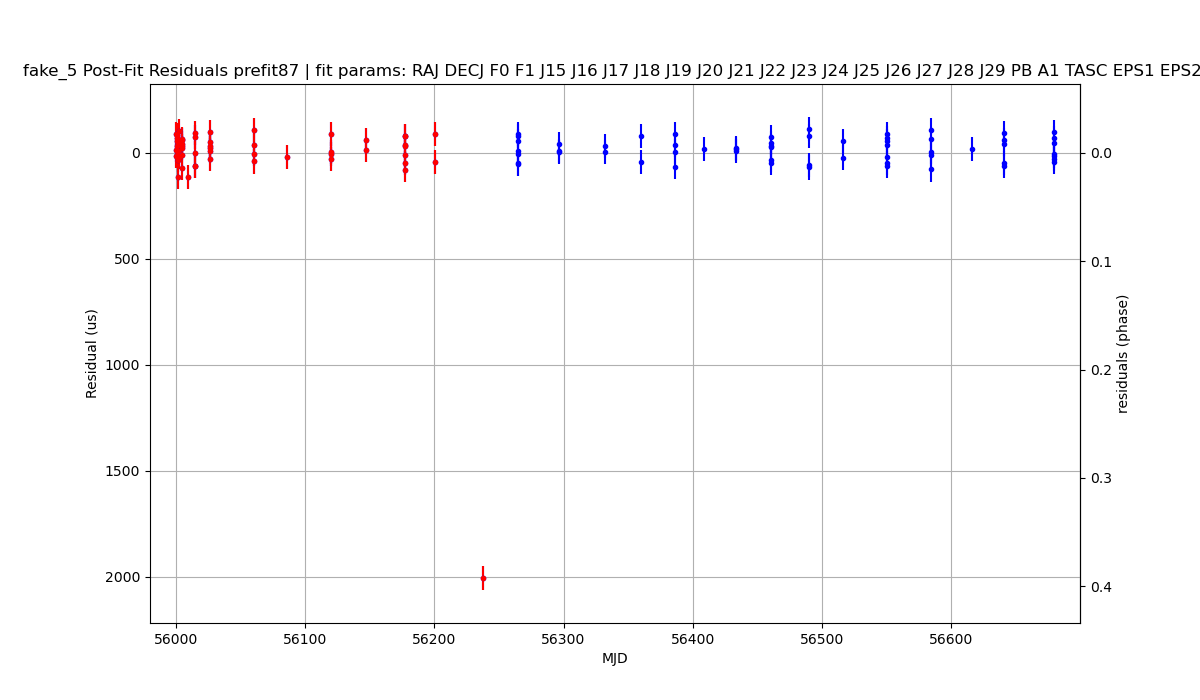 fake_5 Post-Fit Residuals prefit87 | fit params: RAJ DECJ F0 F1 J15 J16 J17 J18 J19 J20 J21 J22 J23 J24 J25 J26 J27 J28 J29 PB A1 TASC EPS1 EPS2
0
500
1000
1500
2000
Residual (us)
0.0
0.1
0.2
0.3
0.4
residuals (phase)
56000 56100 56200 56300 56400 56500 56600
MJD